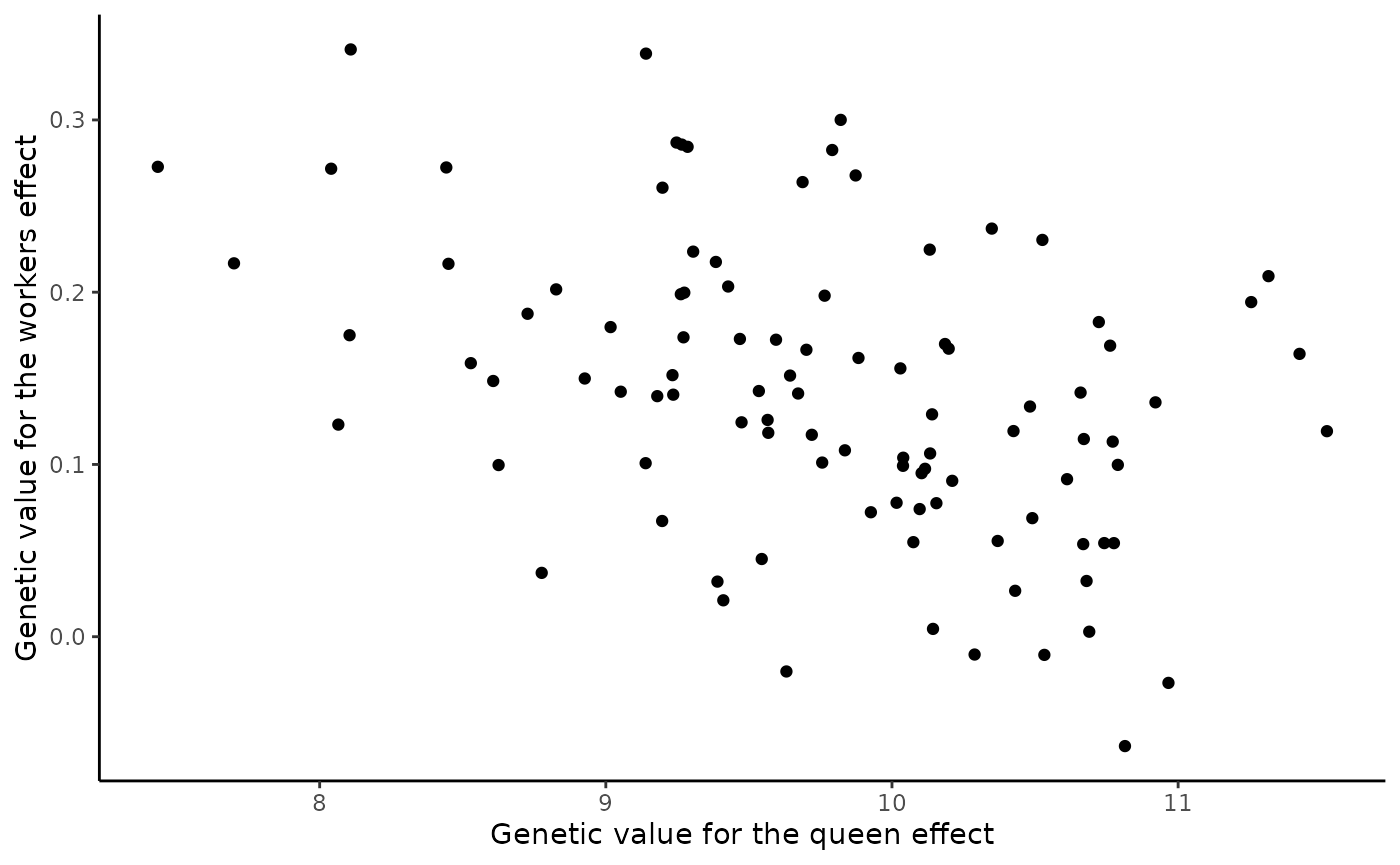 Genetic value for the workers effect
0.3
0.2
0.1
0.0
8 9 10 11
Genetic value for the queen effect